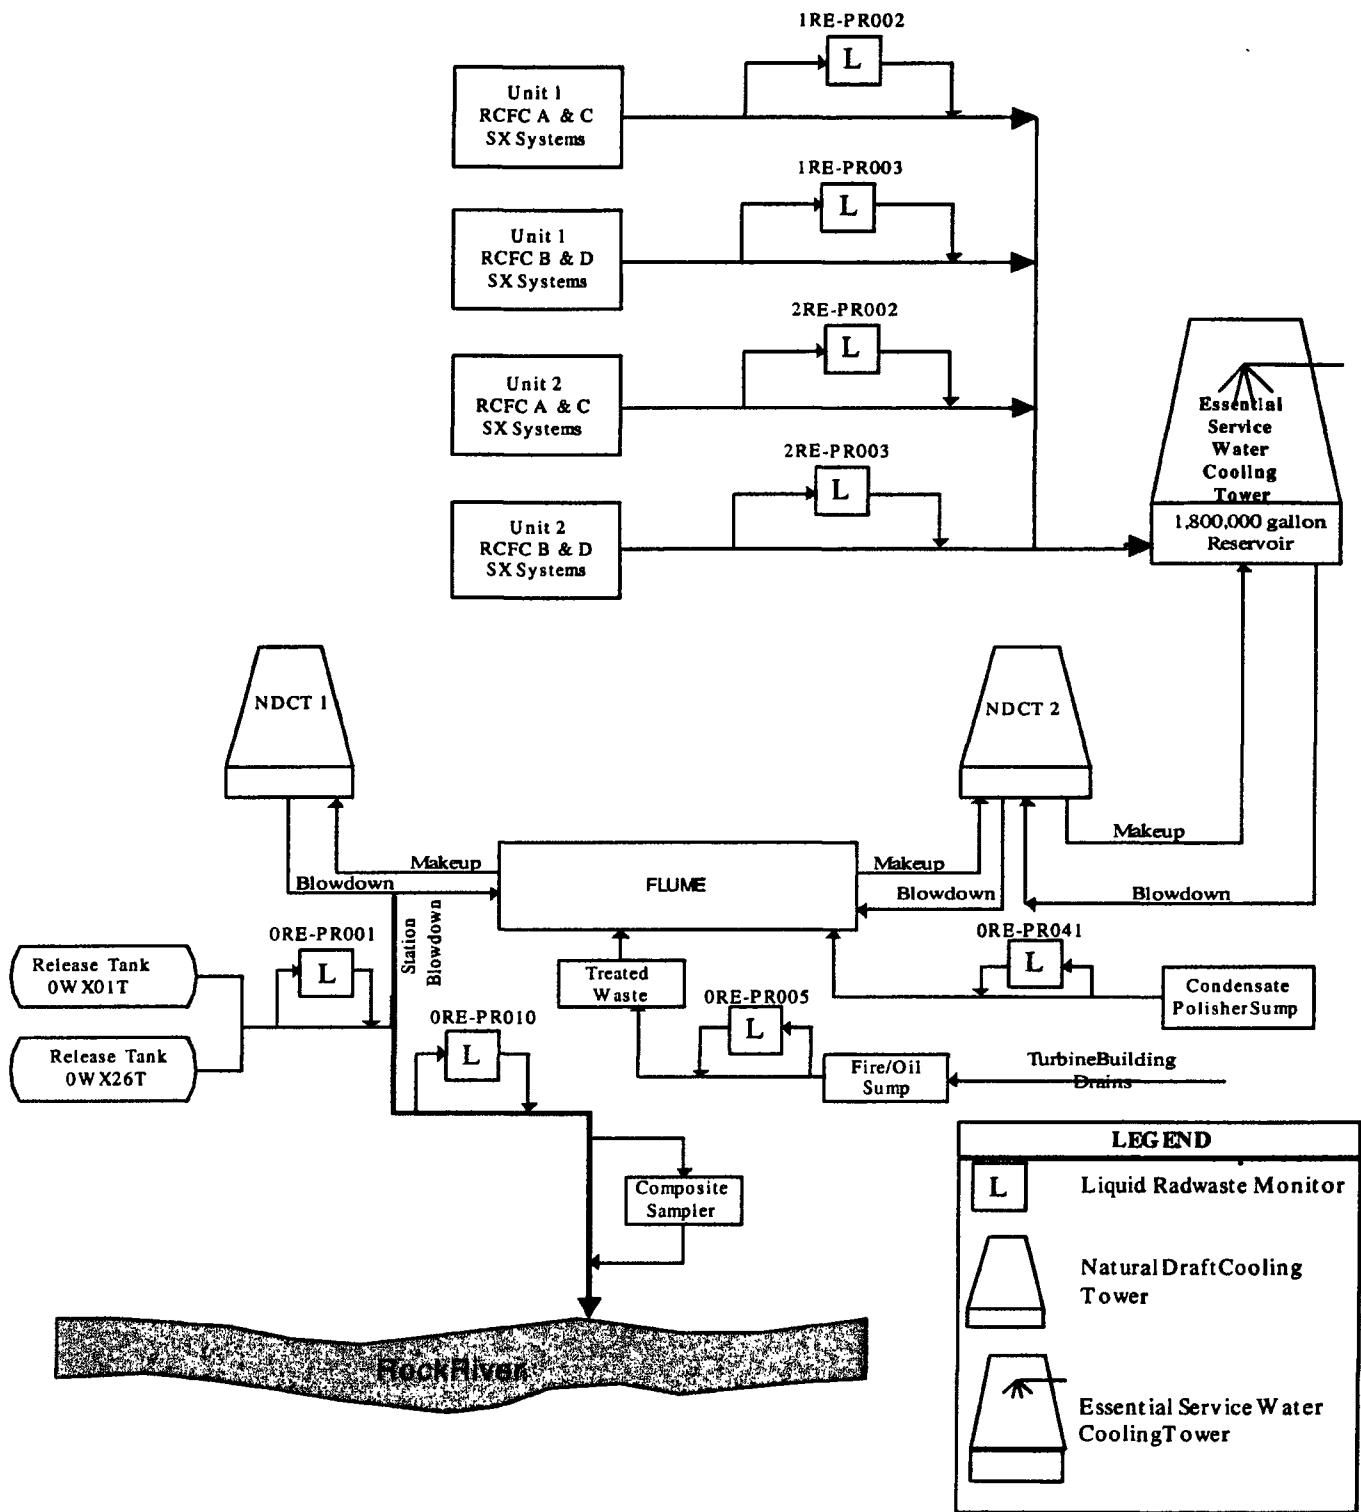 1RE-PR002
L
Unit 1
RCFC A & C
SX Systems
1RE-PR003
L
Unit 1
RCFC B & D
SX Systems
2RE-PR002
L
Unit 2
RCFC A & C
SX Systems
2RE-PR003
L
Unit 2
RCFC B & D
SX Systems
Essential
Service
Water
Cooling
Tower
1,800,000 gallon
Reservoir
NDCT 1
NDCT 2
Makeup
Blowdown
FLUME
Makeup
Blowdown
Makeup
Blowdown
Station
Blowdown
0RE-PR001
L
Release Tank
0WX01T
Release Tank
0WX26T
0RE-PR010
L
Treated
Waste
0RE-PR005
L
0RE-PR041
L
Condensate
Polisher Sump
Fire/Oil
Sump
Turbine Building
Drains
Composite
Sampler
Rock River
LEGEND
L
Liquid Radwaste Monitor
Natural Draft Cooling
Tower
Essential Service Water
Cooling Tower